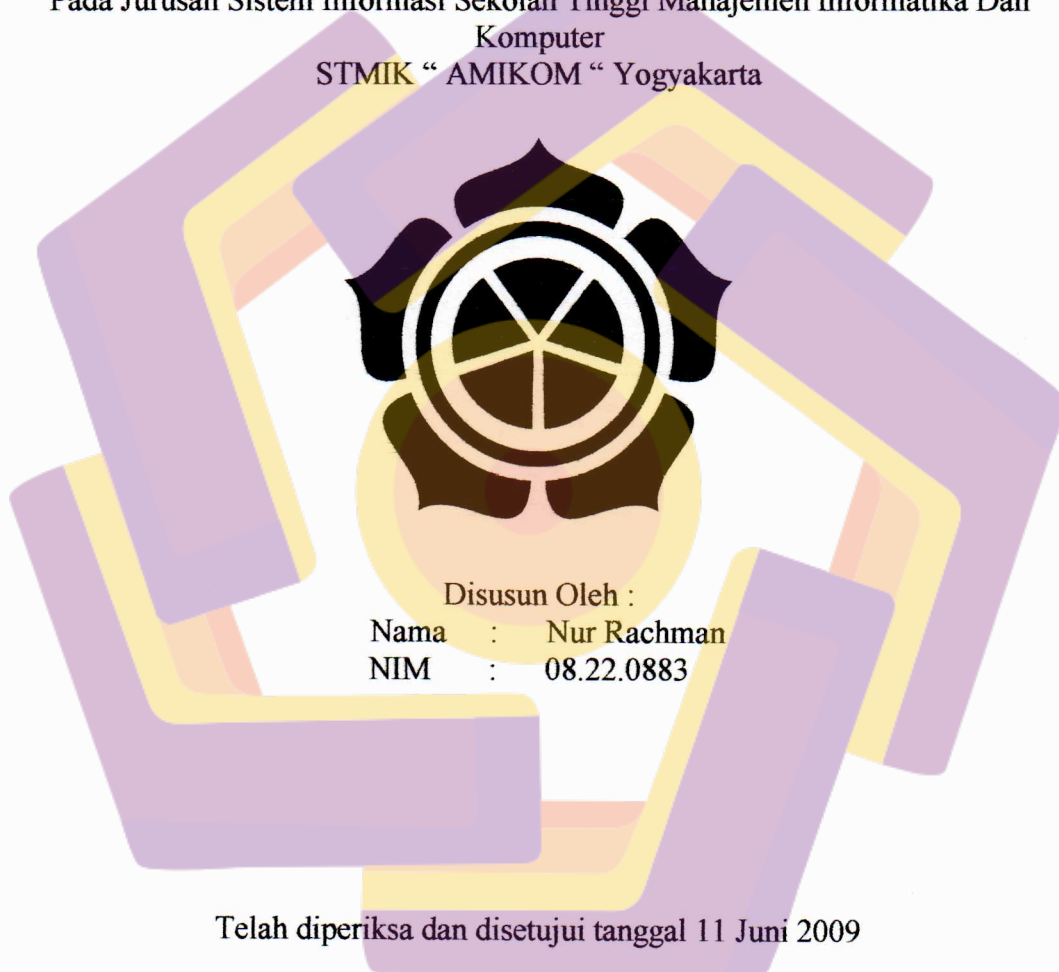 Pada Jurusan Sistem Informasi Sekolah Tinggi Manajemen Informatika Dan
Komputer
STMIK “ AMIKOM “ Yogyakarta
Disusun Oleh :
Nama : Nur Rachman
NIM : 08.22.0883
Telah diperiksa dan disetujui tanggal 11 Juni 2009